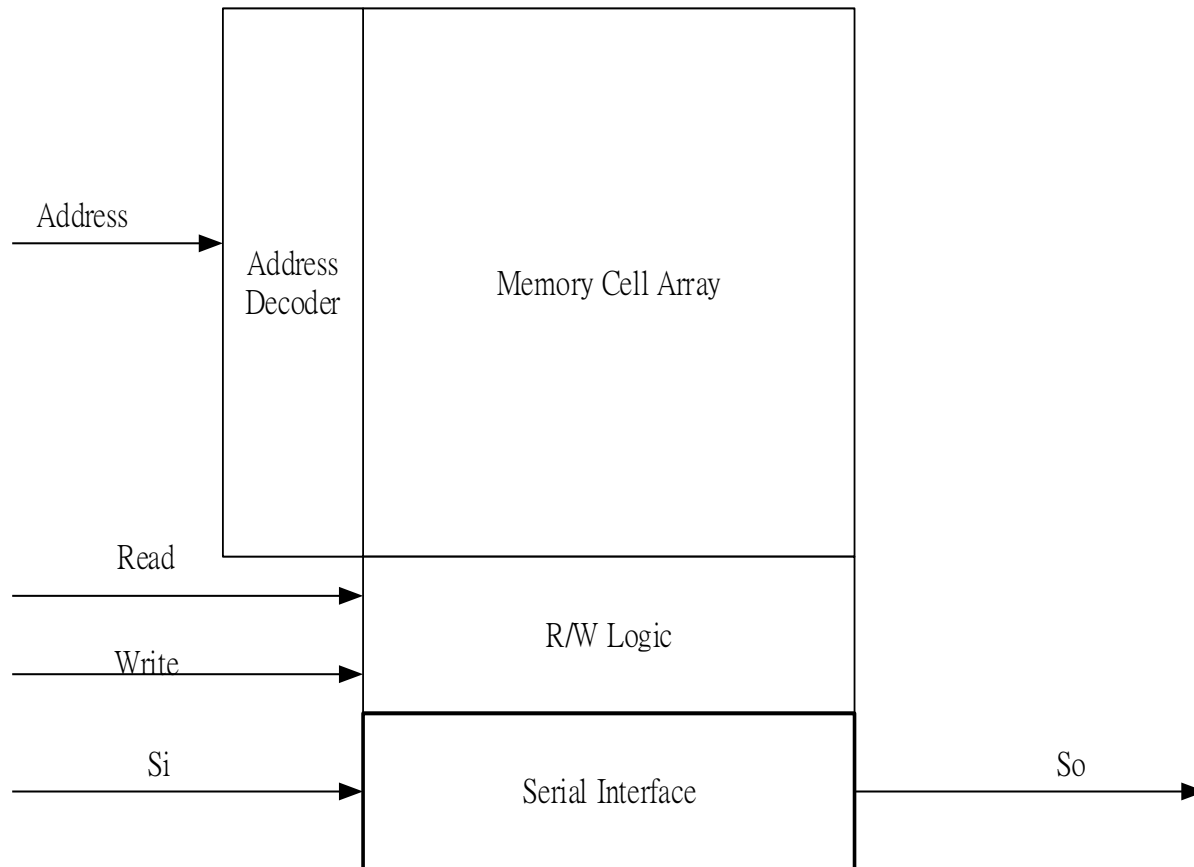 Address
Address
Decoder
Memory Cell Array
Read
R/W Logic
Write
Si
Serial Interface
So